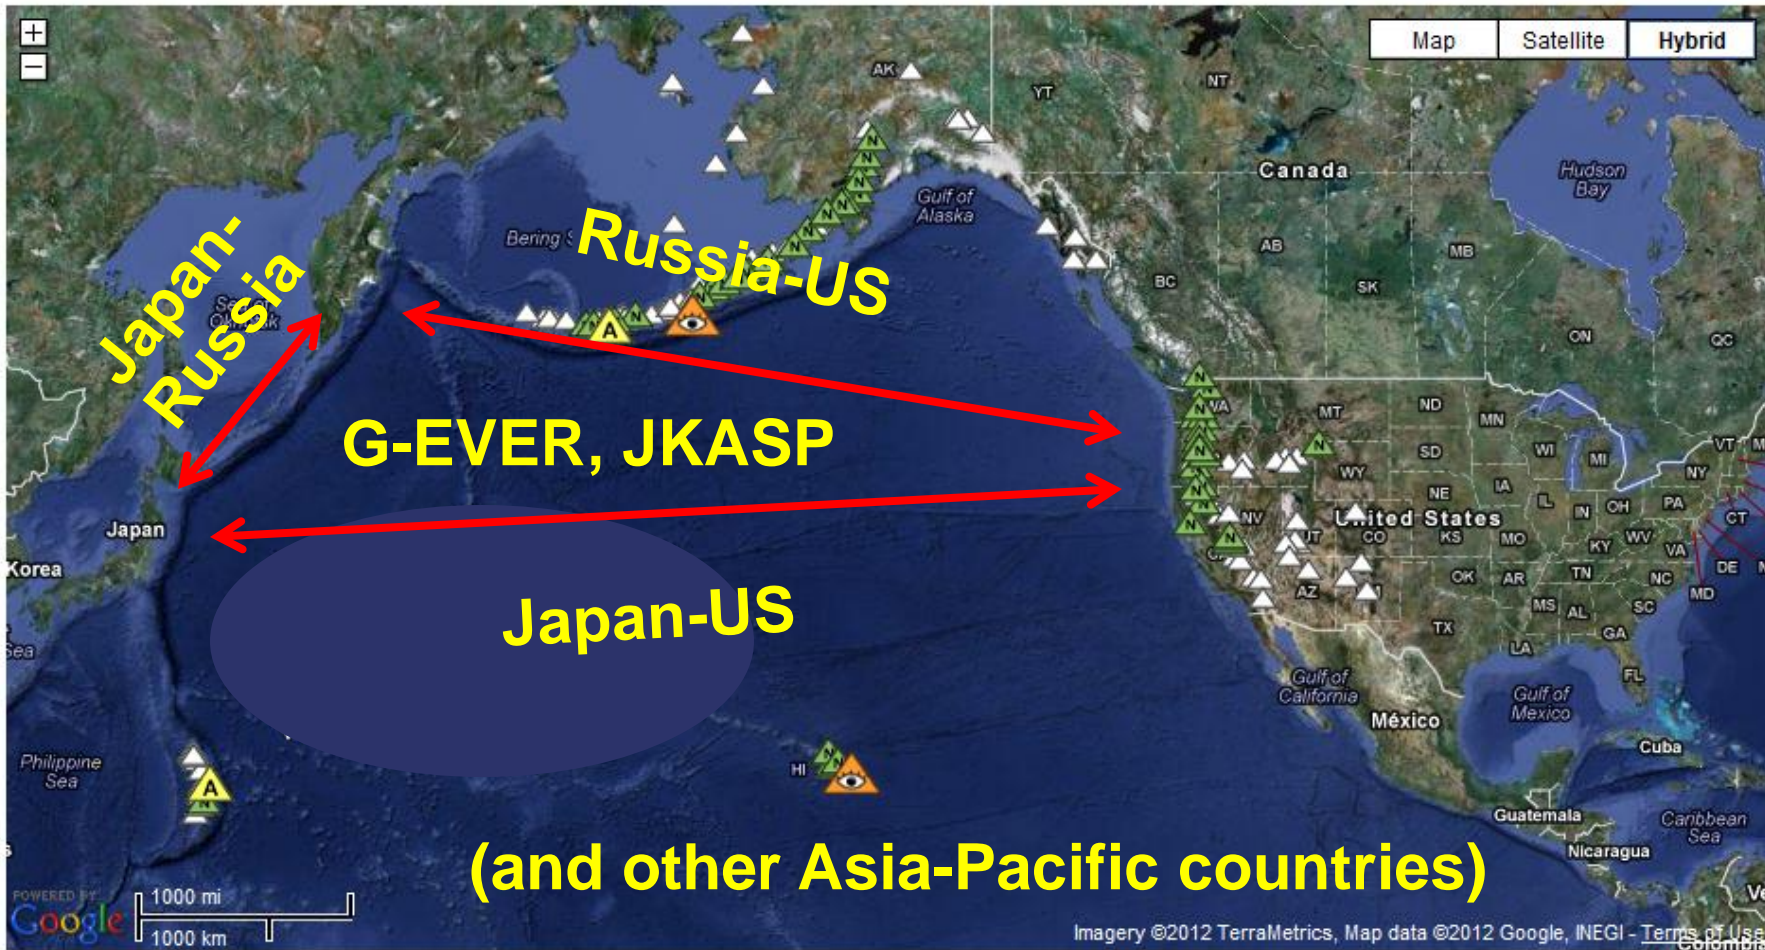 +
−
Map
Satellite
Hybrid
AK
YT
NT
Canada
Hudson
Bay
Gulf of
Alaska
Bering
Russia-US
Japan-
Russia
AB
MB
BC
SK
ON
QC
A
G-EVER, JKASP
WA
MT
ND
MN
SD
WI
MI
VT
NY
WY
IA
NE
PA
OH
IN
CT
NV
United States
UT
CO
KS
MO
KY
WV
VA
DE
MD
Japan
Korea
OK
AR
TN
NC
AZ
MS
AL
SC
GA
TX
LA
FL
Japan-US
Gulf of
California
Gulf of
Mexico
México
Cuba
Philippine
Sea
A
HI
N
Guatemala
Caribbean
Sea
Nicaragua
(and other Asia-Pacific countries)
POWERED BY
Google
1000 mi
1000 km
Imagery ©2012 TerraMetrics, Map data ©2012 Google, INEGI - Terms of Use
Colombia